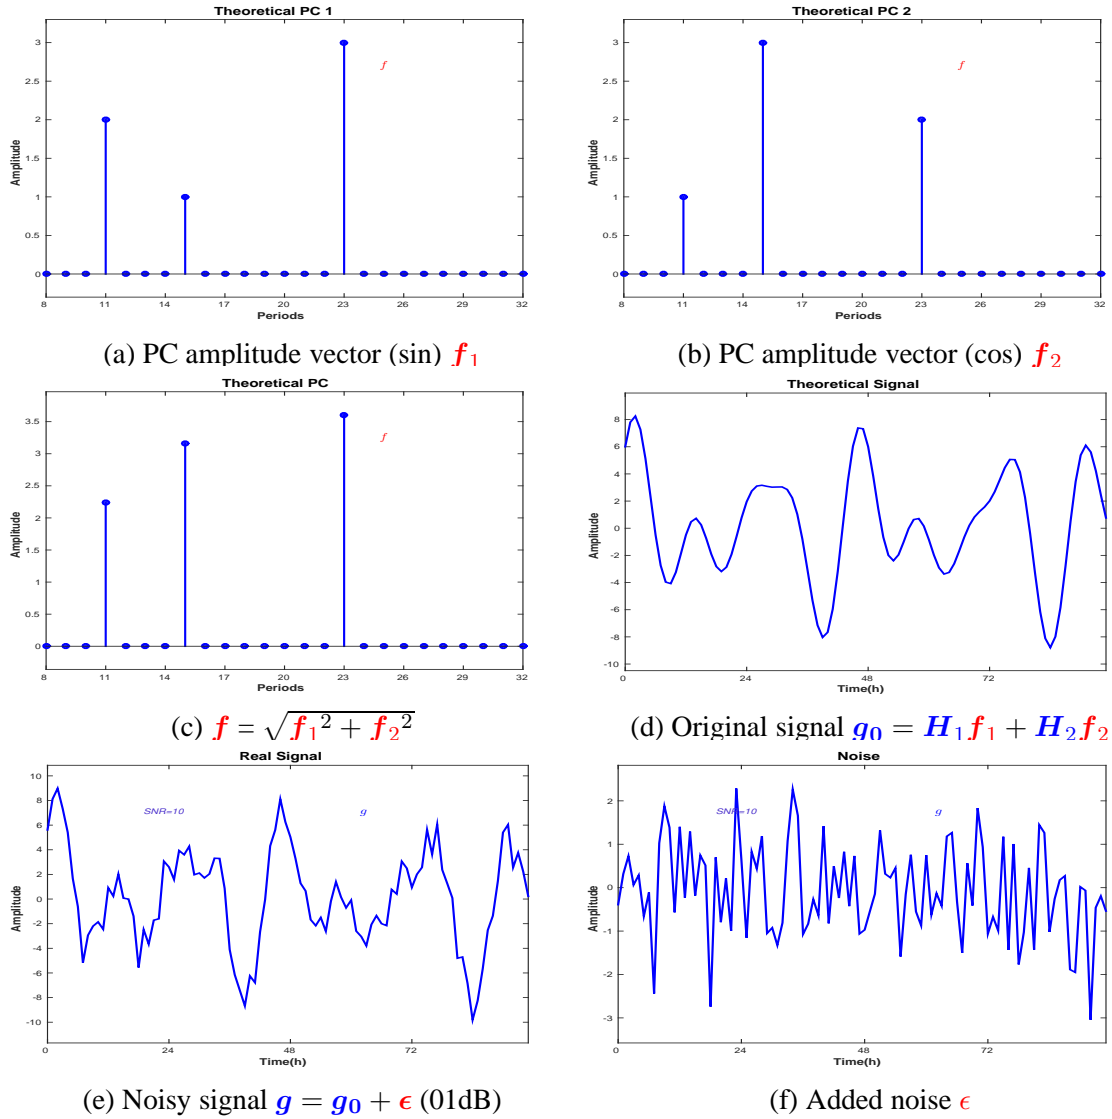 Theoretical PC 1
3
2.5
2
1.5
1
0.5
0
Amplitude
f
8 11 14 17 20 23 26 29 32
Periods
(a) PC amplitude vector (sin) f1
Theoretical PC 2
3
2.5
2
1.5
1
0.5
0
Amplitude
f
8 11 14 17 20 23 26 29 32
Periods
(b) PC amplitude vector (cos) f2
Theoretical PC
3.5
3
2.5
2
1.5
1
0.5
0
Amplitude
f
8 11 14 17 20 23 26 29 32
Periods
(c) f = √f1² + f2²
Theoretical Signal
8
6
4
2
0
-2
-4
-6
-8
-10
Amplitude
0 24 48 72
Time(h)
(d) Original signal g0 = H1f1 + H2f2
Real Signal
10
8
6
4
2
0
-2
-4
-6
-8
-10
Amplitude
SNR=10 g
0 24 48 72
Time(h)
(e) Noisy signal g = g0 + ϵ (01dB)
Noise
2
1
0
-1
-2
-3
Amplitude
SNR=10 g
0 24 48 72
Time(h)
(f) Added noise ϵ